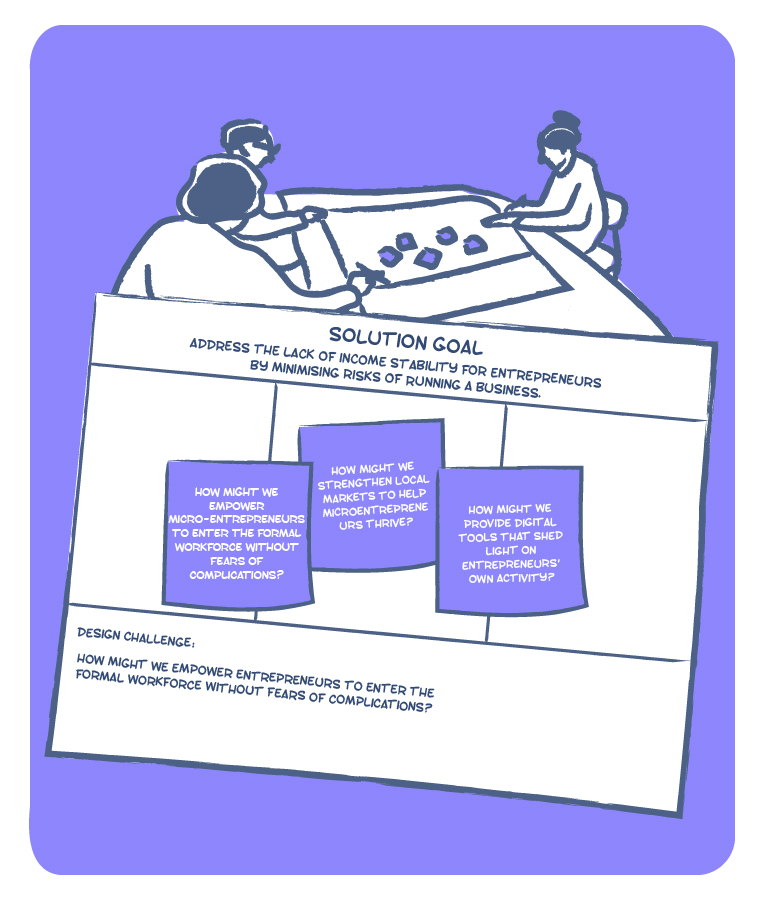 SOLUTION GOAL
ADDRESS THE LACK OF INCOME STABILITY FOR ENTREPRENEURS
BY MINIMISING RISKS OF RUNNING A BUSINESS.
HOW MIGHT WE
EMPOWER
MICRO-ENTREPRENEURS
TO ENTER THE FORMAL
WORKFORCE WITHOUT
FEARS OF
COMPLICATIONS?
HOW MIGHT WE
STRENGTHEN LOCAL
MARKETS TO HELP
MICROENTREPRENE
URS THRIVE?
HOW MIGHT WE
PROVIDE DIGITAL
TOOLS THAT SHED
LIGHT ON
ENTREPRENEURS'
OWN ACTIVITY?
DESIGN CHALLENGE:
HOW MIGHT WE EMPOWER ENTREPRENEURS TO ENTER THE
FORMAL WORKFORCE WITHOUT FEARS OF COMPLICATIONS?